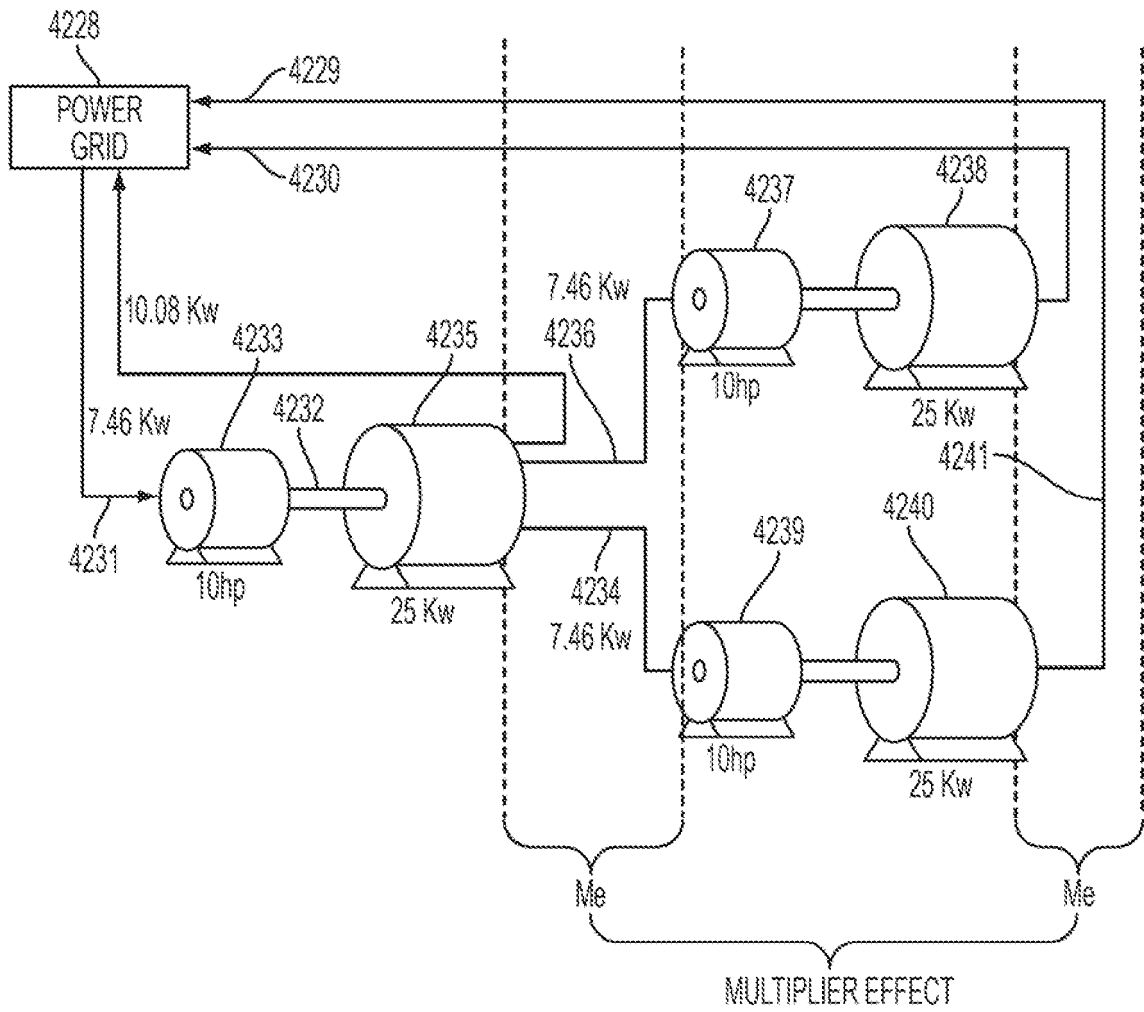 4228
4229
POWER
GRID
4230
4238
4237
10.08 Kw
7.46 Kw
4236
4233
4235
10hp
4232
7.46 Kw
25 Kw
4241
4240
4239
4231
10hp
4234
25 Kw
7.46 Kw
10hp
25 Kw
Me
Me
MULTIPLIER EFFECT